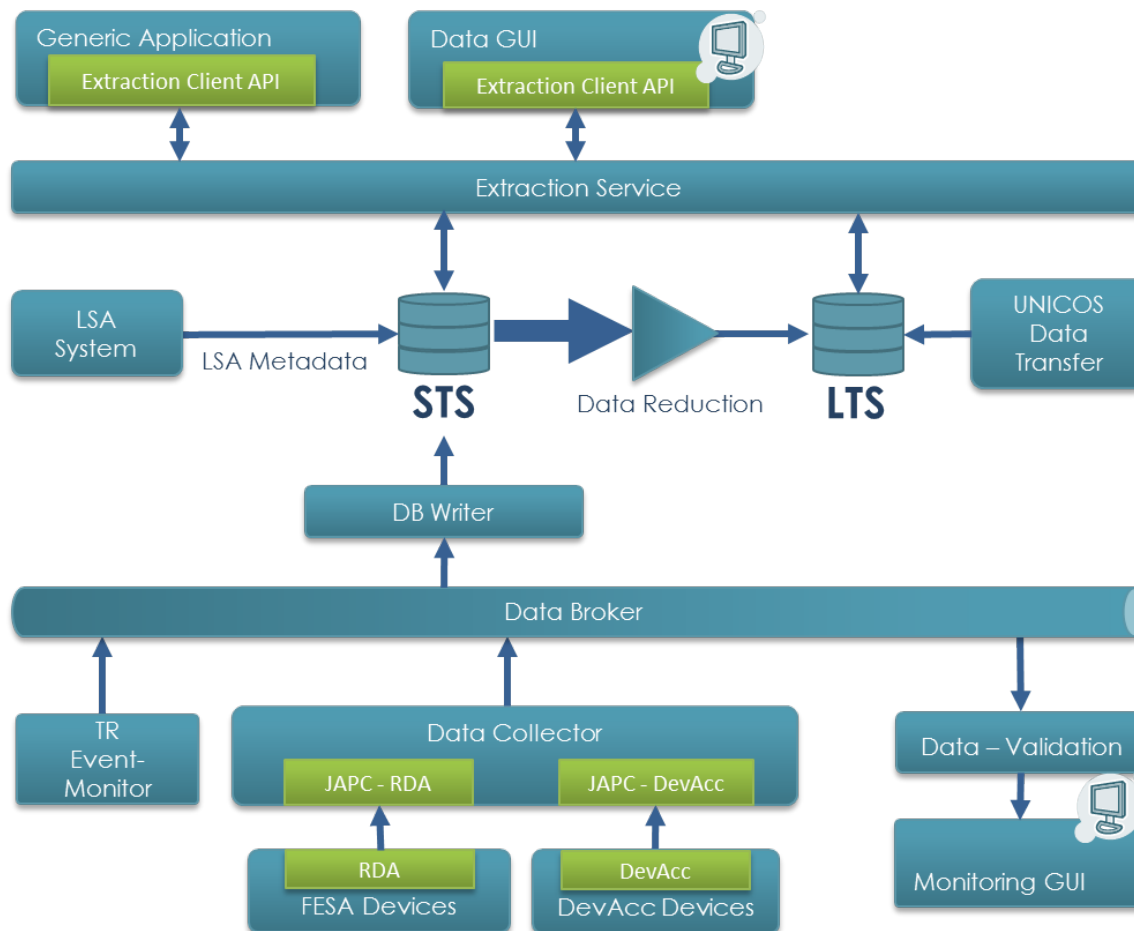 Generic Application
Extraction Client API
Data GUI
Extraction Client API
Extraction Service
LSA
System
LSA Metadata
STS
Data Reduction
LTS
UNICOS
Data
Transfer
DB Writer
Data Broker
TR
Event-
Monitor
Data Collector
JAPC - RDA
JAPC - DevAcc
RDA
FESA Devices
DevAcc
DevAcc Devices
Data – Validation
Monitoring GUI